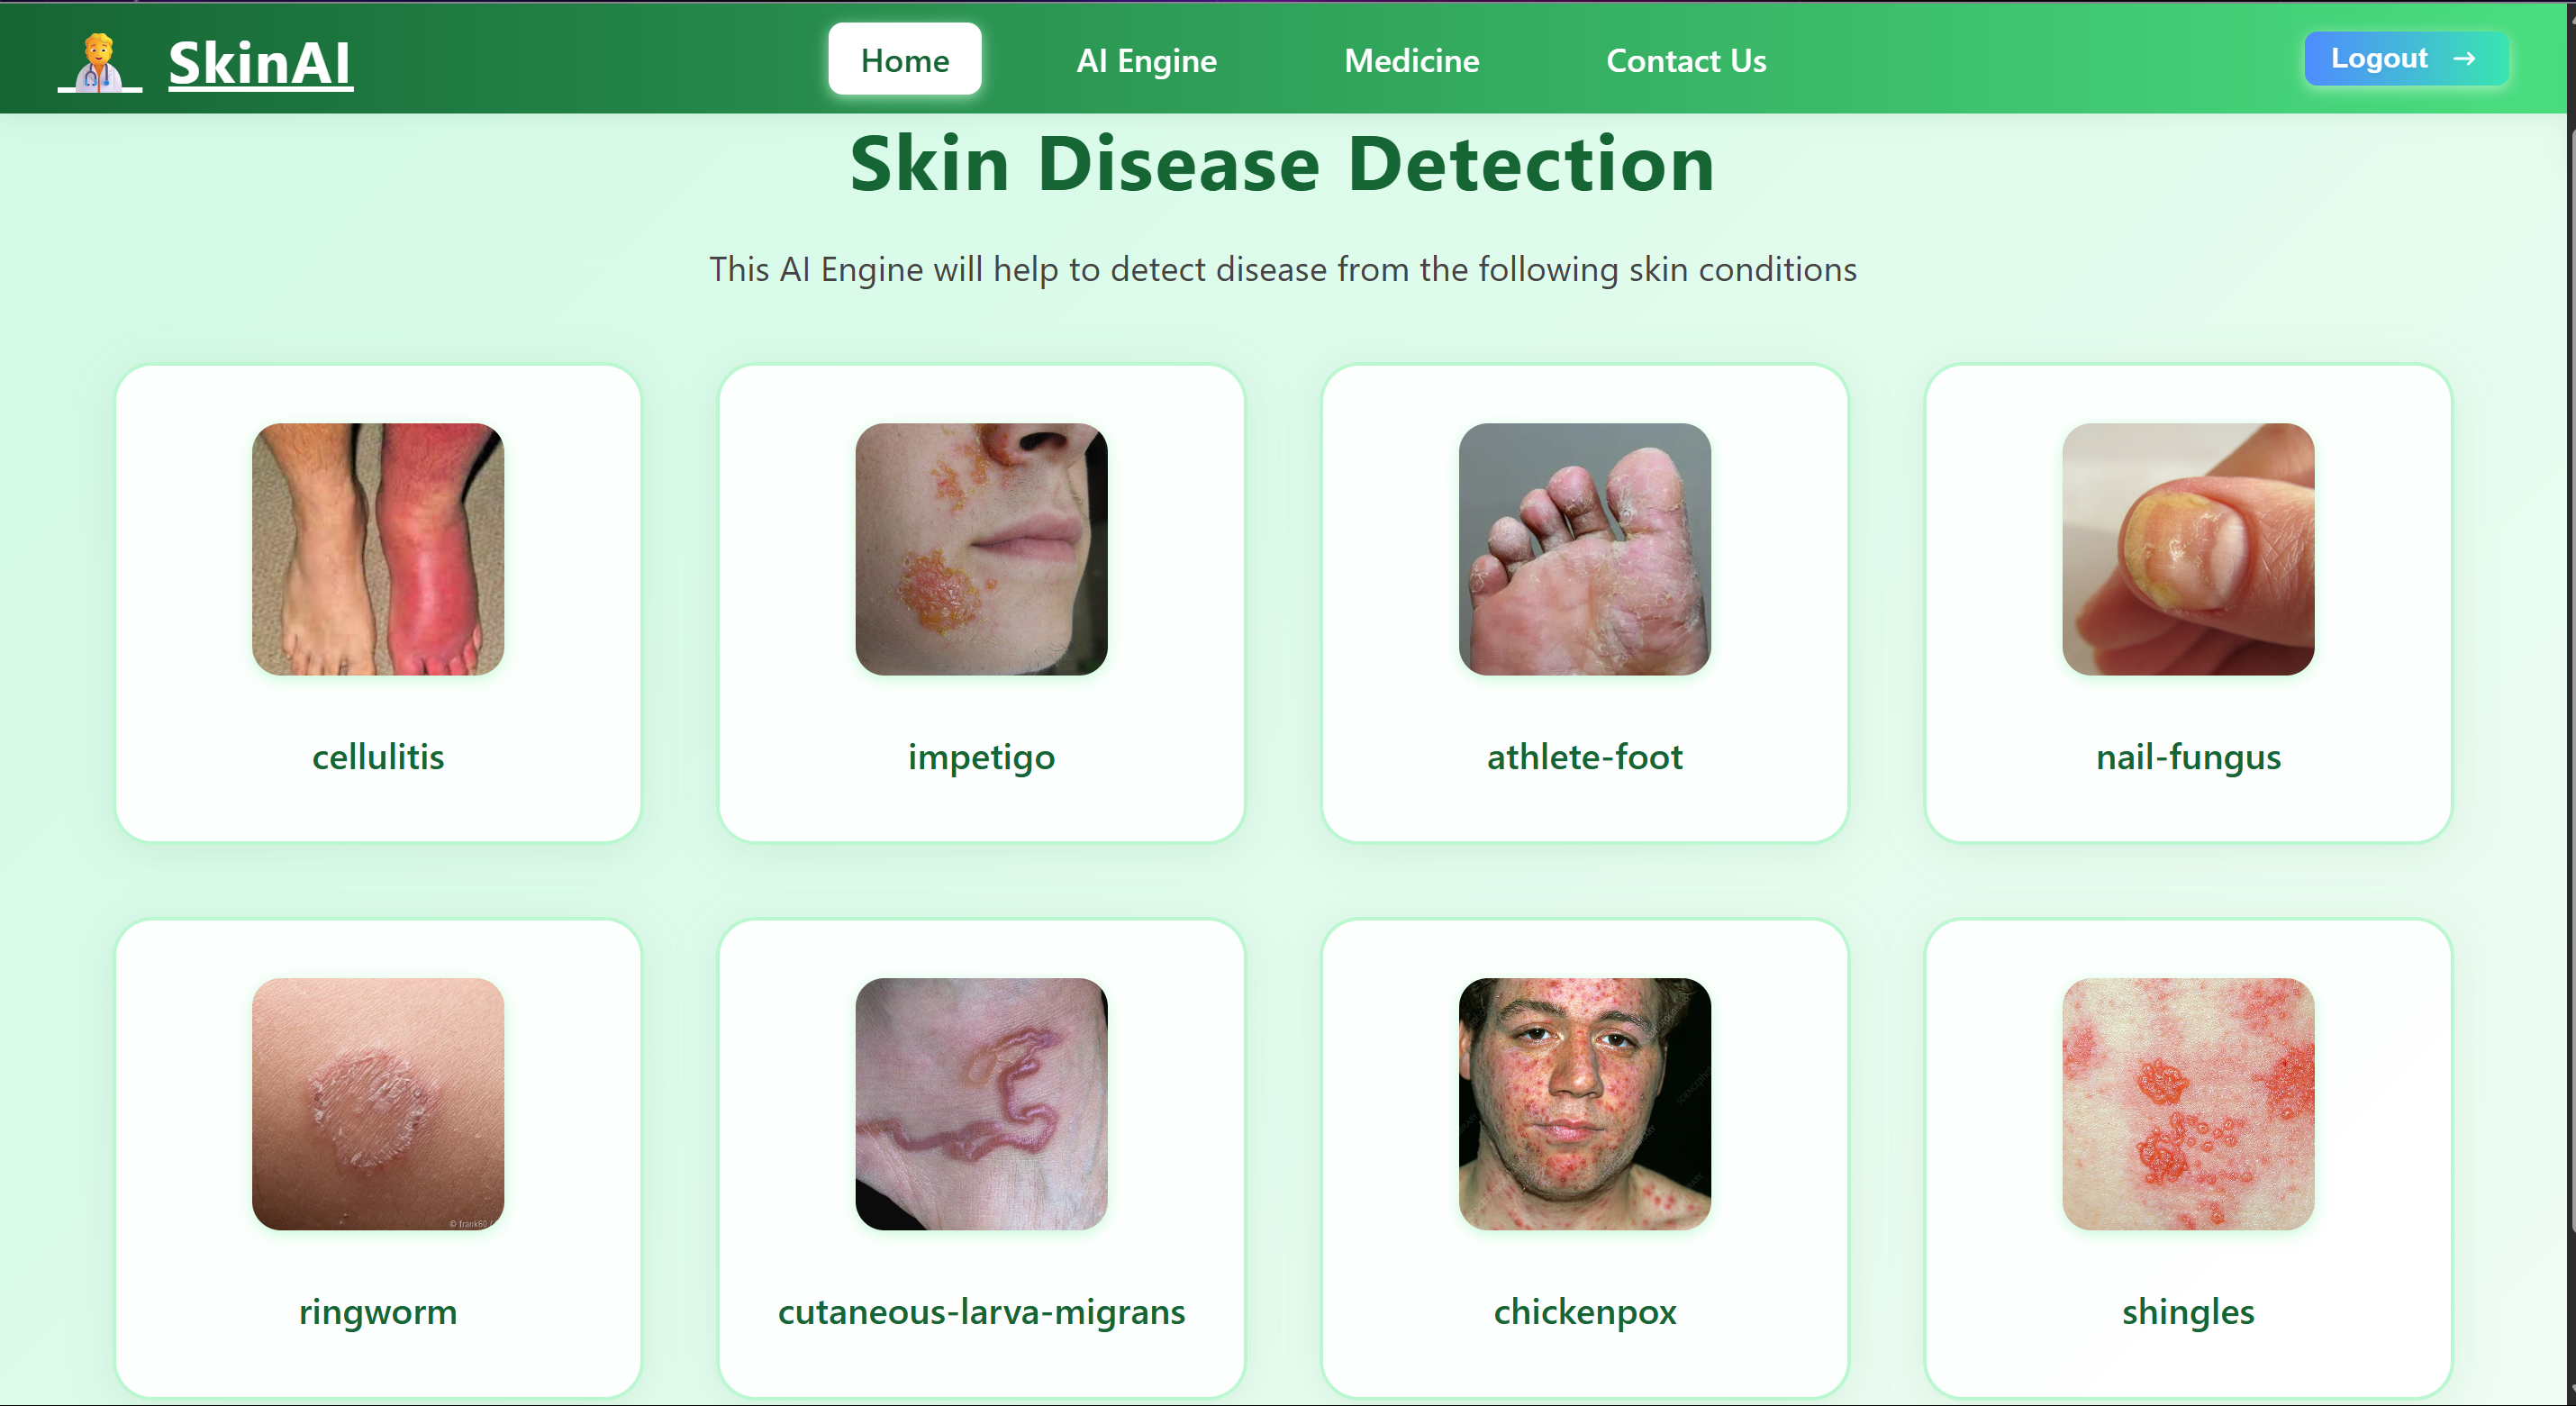 SkinAI
Home
AI Engine
Medicine
Contact Us
Logout →
Skin Disease Detection
This AI Engine will help to detect disease from the following skin conditions
cellulitis
impetigo
athlete-foot
nail-fungus
© frank60
ringworm
cutaneous-larva-migrans
chickenpox
shingles